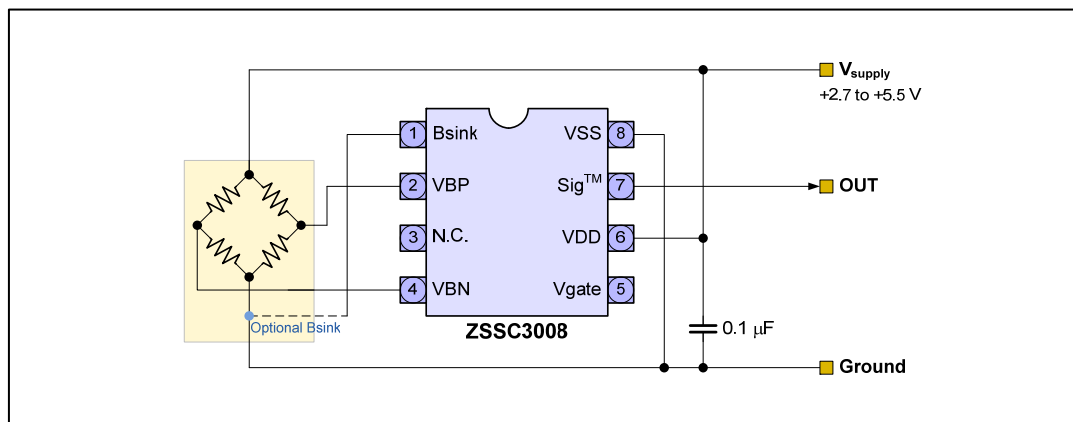 Vsupply
+2.7 to +5.5 V
1 Bsink VSS 8
2 VBP Sig™ 7
OUT
3 N.C. VDD 6
4 VBN Vgate 5
Optional Bsink
ZSSC3008
0.1 µF
Ground